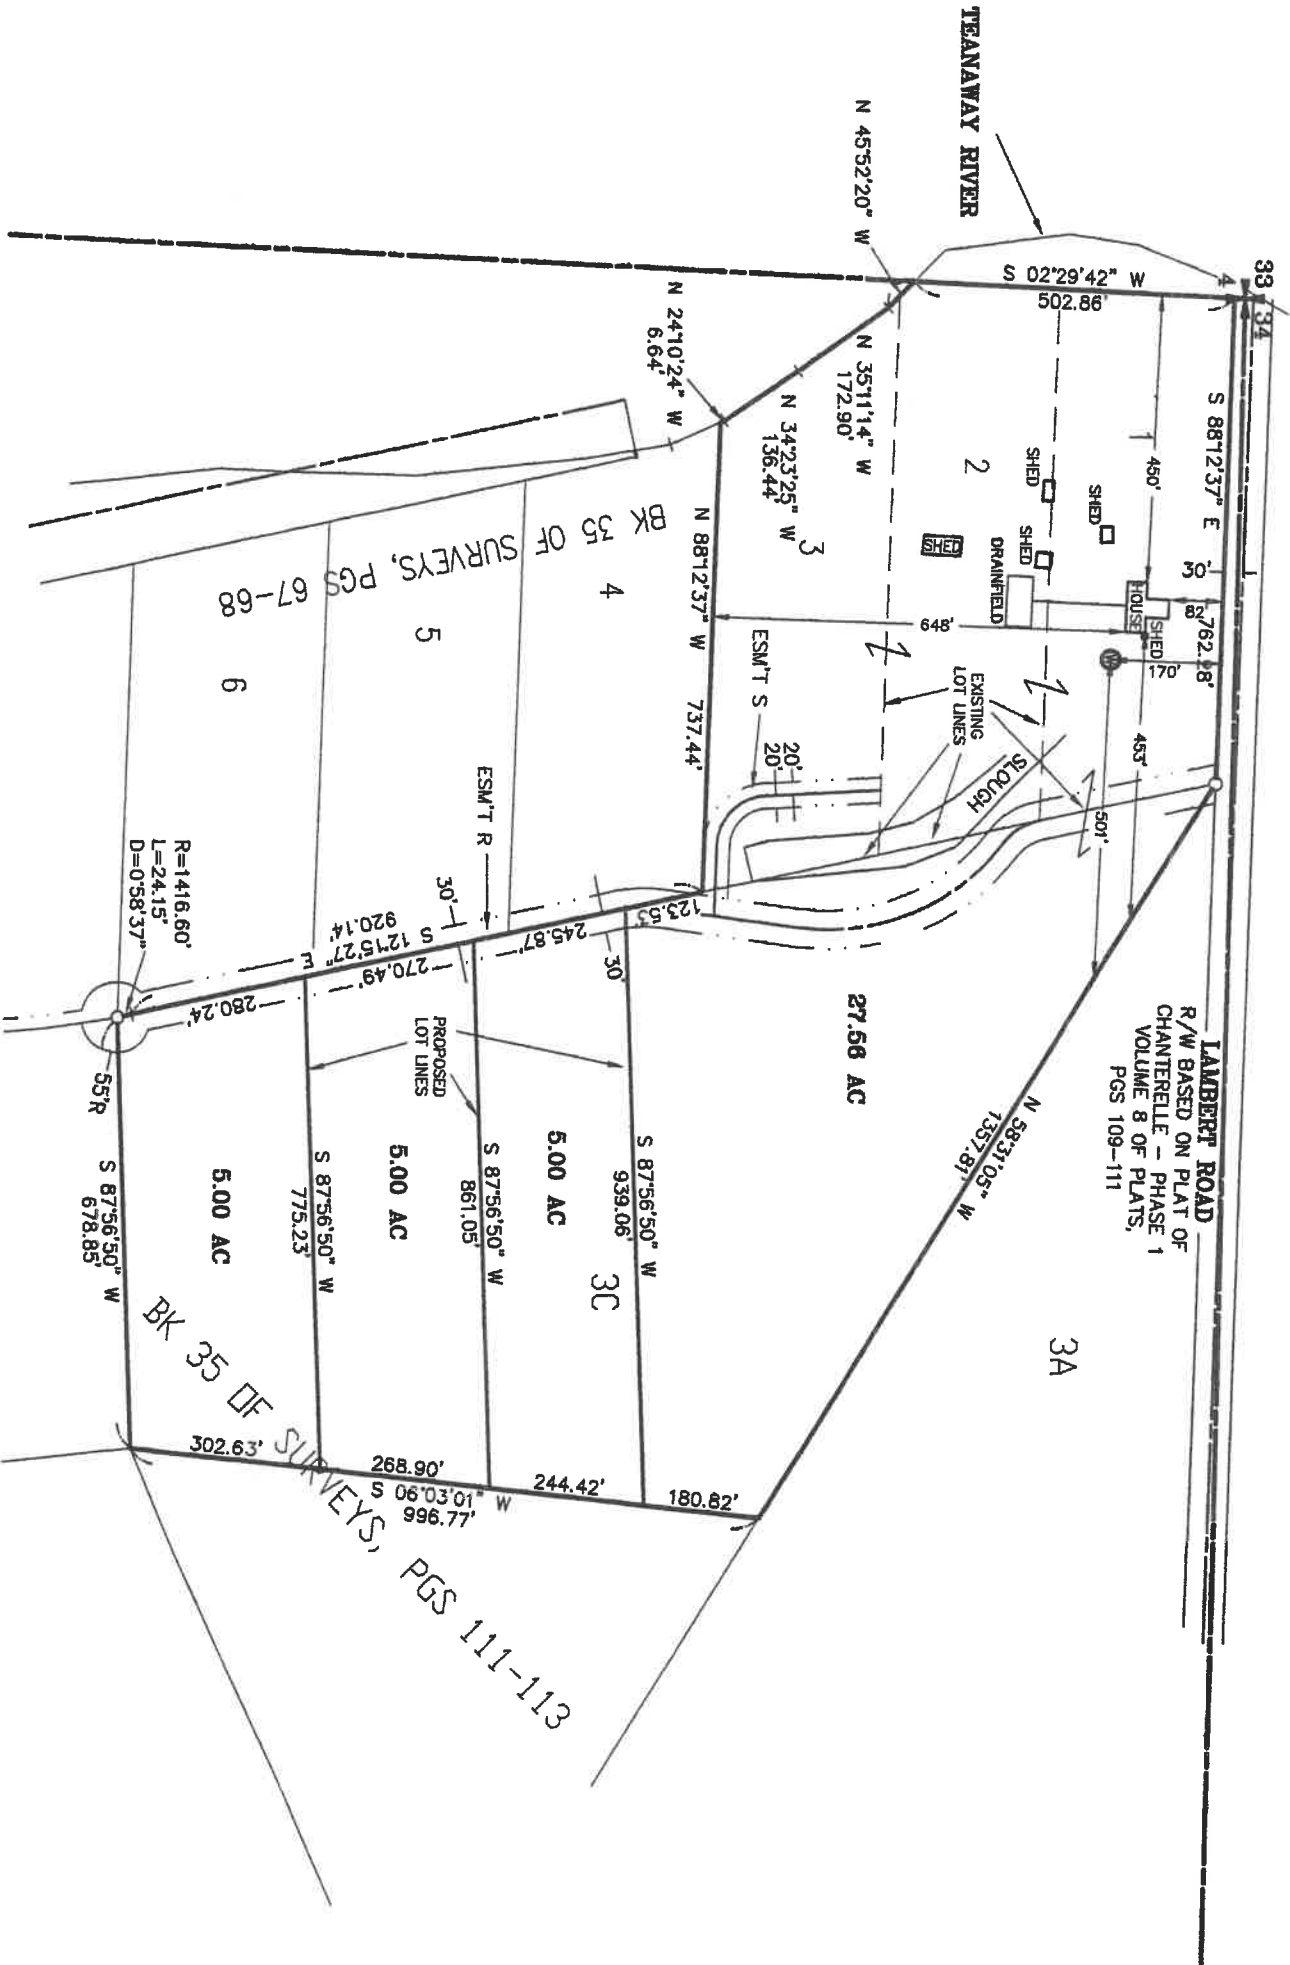 TEANAWAY RIVER
33
34
4
LAMBERT ROAD
R/W BASED ON PLAT OF
CHANTERELLE - PHASE 1
VOLUME 8 OF PLATS,
PGS 109-111
S 88°12'37" E
762.28'
30'
S 02°29'42" W
502.86'
N 45°52'20" W
N 35°11'14" W
172.90'
N 34°23'25" W
136.44'
N 24°10'24" W
6.64'
N 88°12'37" W
737.44'
1
450'
82'
HOUSE
SHED
170'
W
453'
501'
648'
2
SHED
SHED
SHED
SHED
DRAINFIELD
3
EXISTING
LOT LINES
SLOUGH
ESM'T S
20'
20'
N 58°31'05" W
1357.81'
3A
27.56 AC
BK 35 OF SURVEYS, PGS 67-68
4
5
6
ESM'T R
30'
30'
S 12°15'27" E
920.14'
123.53'
245.87'
270.49'
280.24'
R=1416.60'
L=24.15'
D=0°58'37"
55'R
PROPOSED
LOT LINES
S 87°56'50" W
939.06'
3C
5.00 AC
S 87°56'50" W
861.05'
5.00 AC
S 87°56'50" W
775.23'
5.00 AC
S 87°56'50" W
678.85'
180.82'
244.42'
268.90'
302.63'
S 06°03'01" W
996.77'
BK 35 OF SURVEYS, PGS 111-113